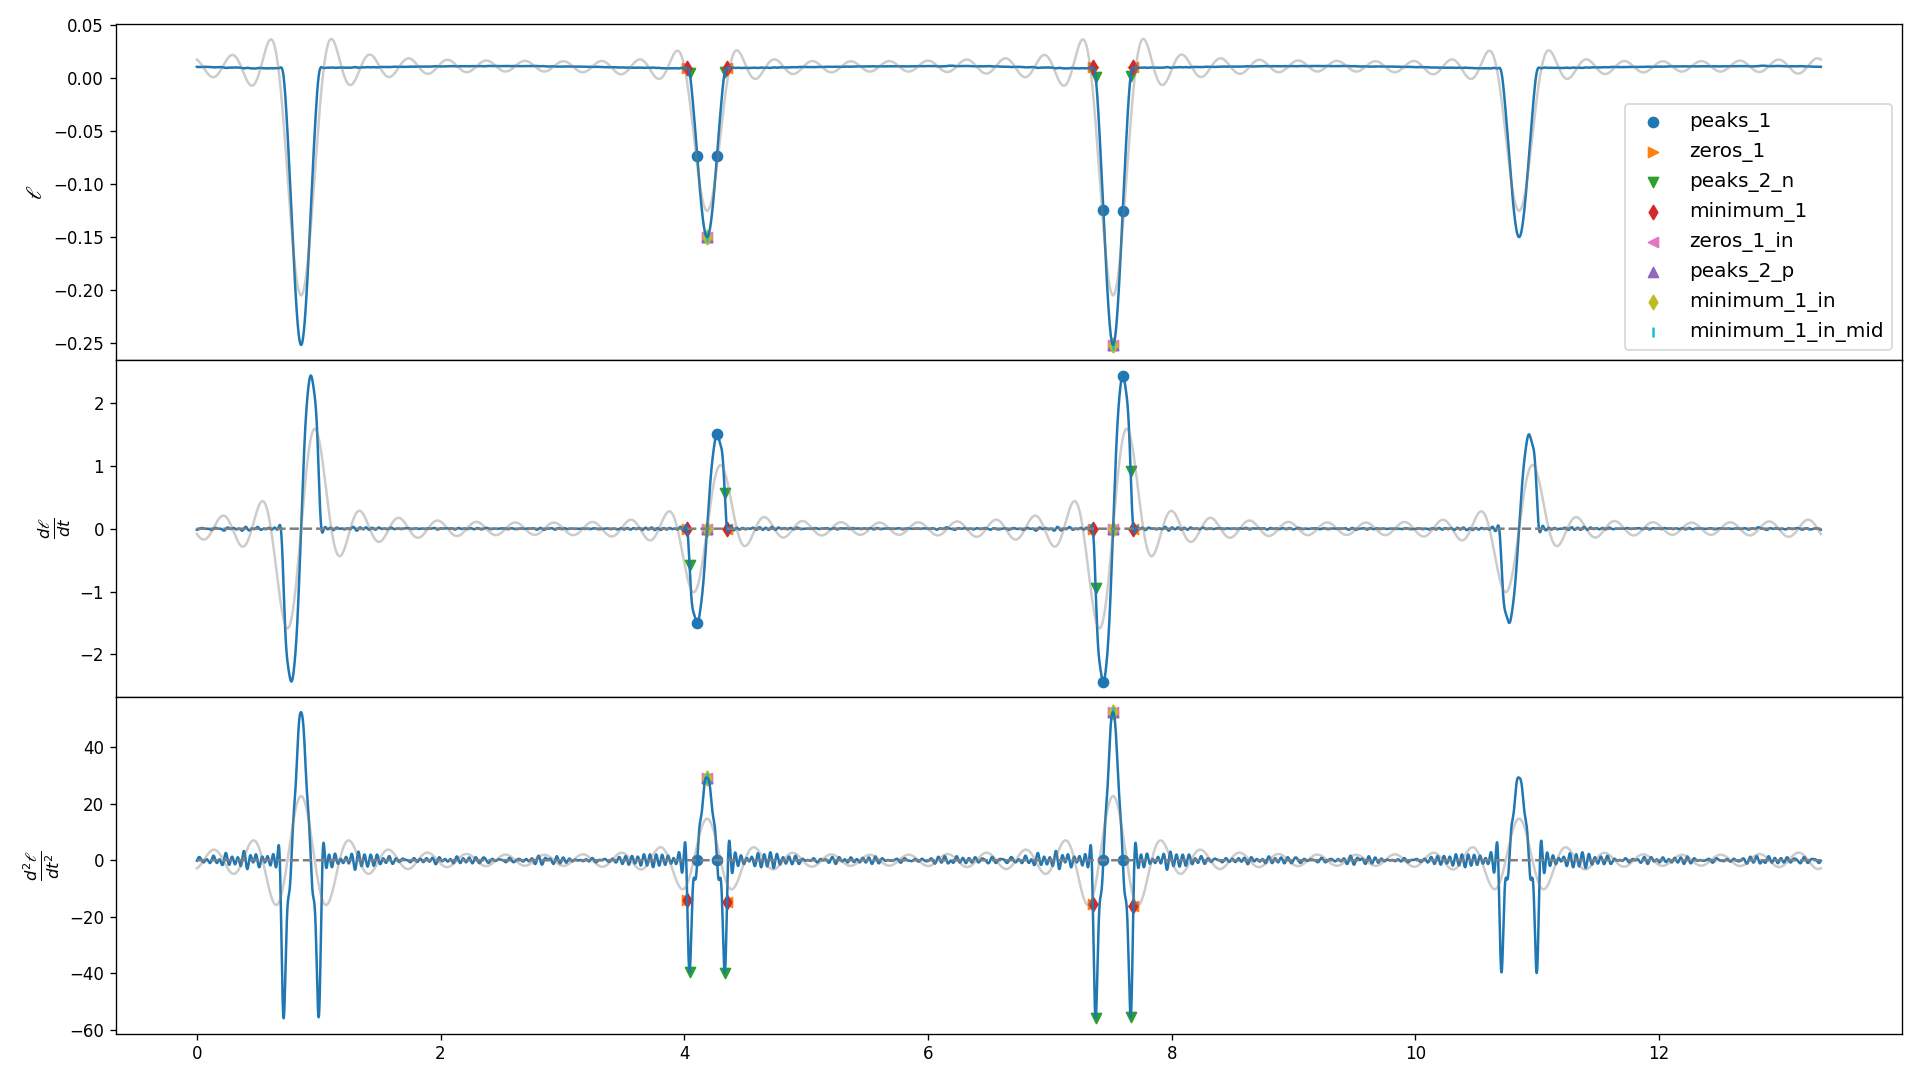 0.05
0.00
−0.05
−0.10
−0.15
−0.20
−0.25
ℓ
peaks_1
zeros_1
peaks_2_n
minimum_1
zeros_1_in
peaks_2_p
minimum_1_in
minimum_1_in_mid
2
1
0
−1
−2
dℓ
dt
40
20
0
−20
−40
−60
d²ℓ
dt²
0 2 4 6 8 10 12